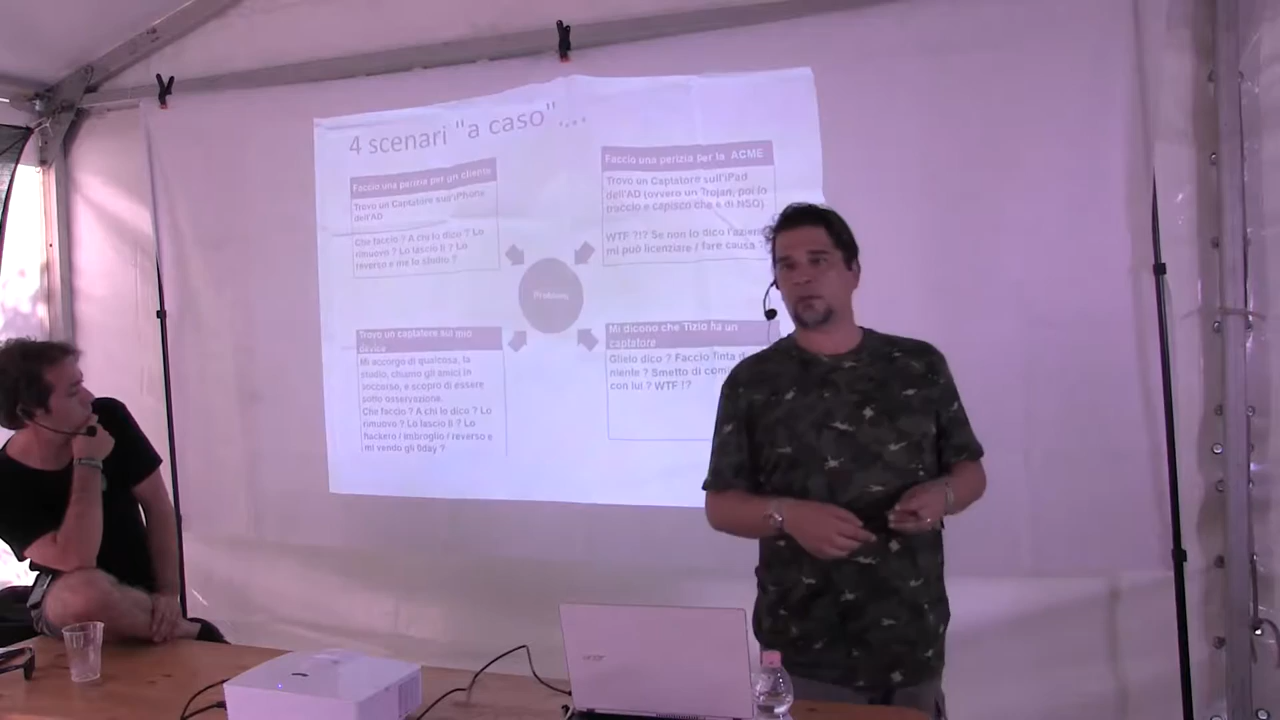 4 scenari "a caso"...
Faccio una perizia per un cliente
Trovo un Captatore sull'iPhone
dell'AD
Che faccio ? A chi lo dico ? Lo
rimuovo ? Lo lascio lì ? Lo
reverso e me lo studio ?
Faccio una perizia per la ACME
Trovo un Captatore sull'iPad
dell'AD (ovvero un Trojan, poi lo
traccio e capisco che è di NSO)
WTF ?!? Se non lo dico
mi può licenziare / fare causa ?
Problema
Trovo un captatore sul mio
device
Mi accorgo di qualcosa, la
studio, chiamo gli amici in
soccorso, e scopro di essere
sotto osservazione.
Che faccio ? A chi lo dico ? Lo
rimuovo ? Lo lascio lì ? Lo
hackero / imbroglio / reverso e
mi vendo gli 0day ?
Mi dicono che Tizio ha un
captatore
Glielo dico ? Faccio finta
niente ? Smetto di
con lui ? WTF !?
acer